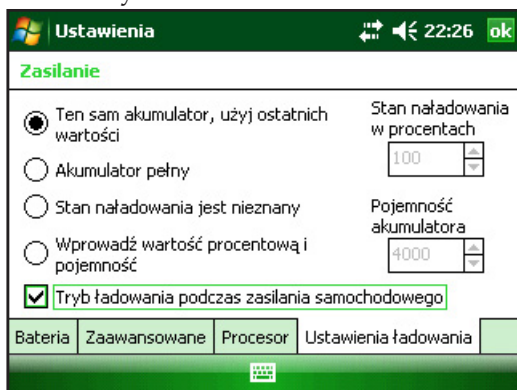 Ustawienia 22:26 ok
Zasilanie
Ten sam akumulator, użyj ostatnich
wartości
Akumulator pełny
Stan naładowania jest nieznany
Wprowadź wartość procentową i
pojemność
Stan naładowania
w procentach
100
Pojemność
akumulatora
4000
Tryb ładowania podczas zasilania samochodowego
Bateria Zaawansowane Procesor Ustawienia ładowania